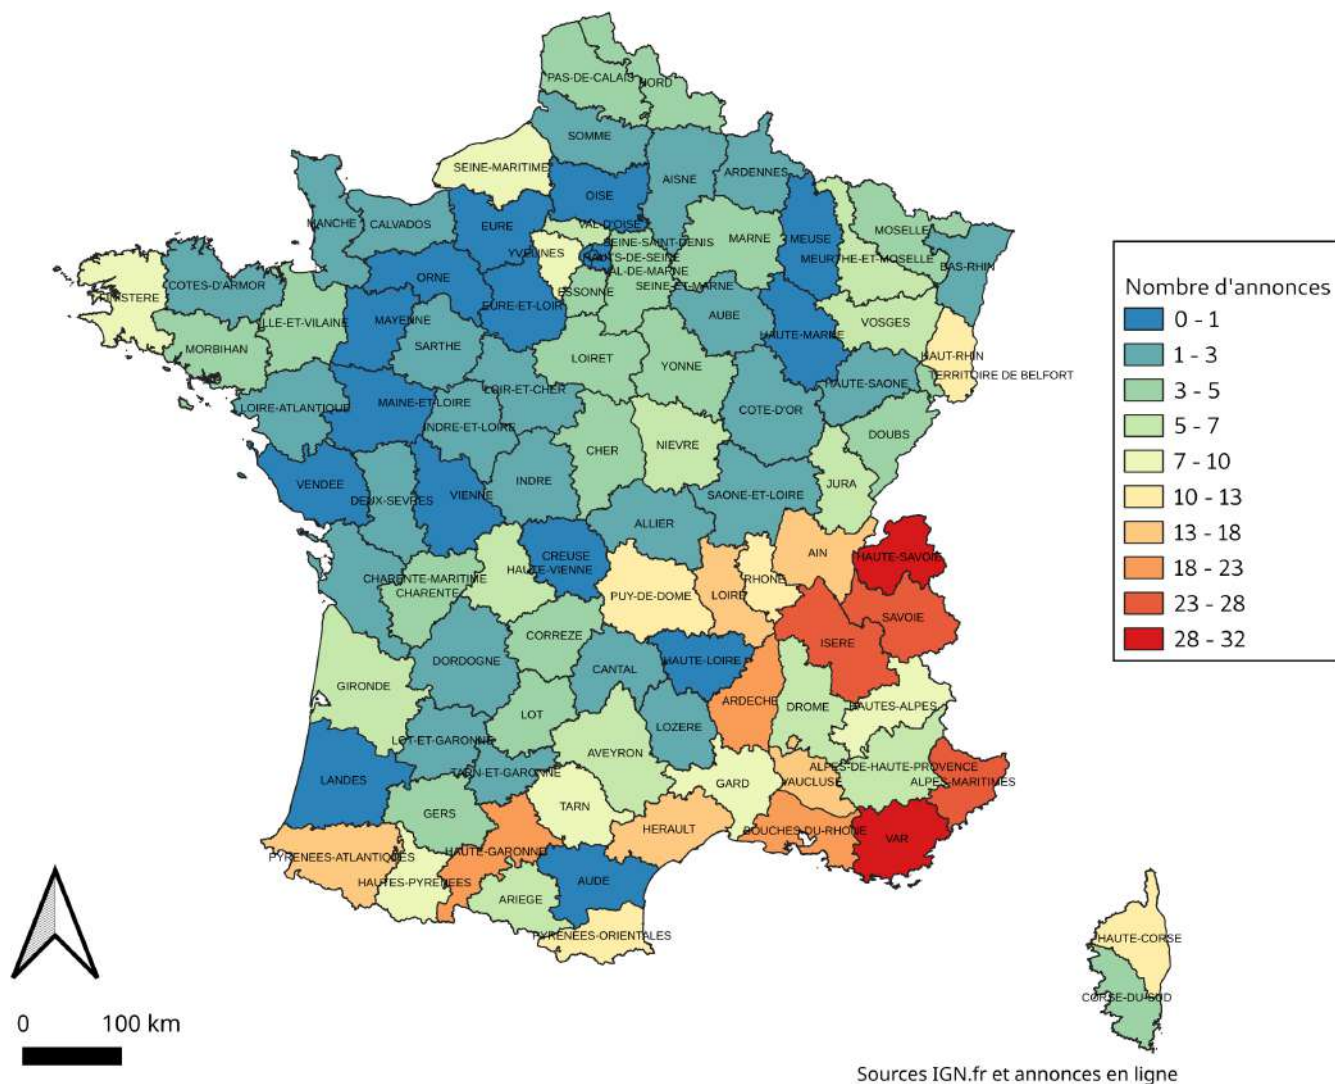 PAS-DE-CALAIS
NORD
SOMME
SEINE-MARITIME
AISNE
ARDENNES
OISE
MANCHE
CALVADOS
EURE
VAL-D'OISE
SEINE-SAINT-DENIS
MARNE
MEUSE
MOSELLE
YVELINES
HAUTS-DE-SEINE
VAL-DE-MARNE
MEURTHE-ET-MOSELLE
BAS-RHIN
ORNE
ESSONNE
SEINE-ET-MARNE
FINISTERE
COTES-D'ARMOR
EURE-ET-LOIR
ILLE-ET-VILAINE
MAYENNE
AUBE
VOSGES
HAUTE-MARNE
MORBIHAN
SARTHE
LOIRET
YONNE
HAUT-RHIN
TERRITOIRE DE BELFORT
HAUTE-SAONE
LOIR-ET-CHER
LOIRE-ATLANTIQUE
MAINE-ET-LOIRE
COTE-D'OR
INDRE-ET-LOIRE
DOUBS
CHER
NIEVRE
VENDEE
DEUX-SEVRES
VIENNE
INDRE
JURA
SAONE-ET-LOIRE
ALLIER
CREUSE
AIN
HAUTE-SAVOIE
HAUTE-VIENNE
CHARENTE-MARITIME
CHARENTE
RHONE
PUY-DE-DOME
LOIRE
SAVOIE
CORREZE
ISERE
DORDOGNE
CANTAL
HAUTE-LOIRE
GIRONDE
ARDECHE
DROME
HAUTES-ALPES
LOT
LOZERE
LOT-ET-GARONNE
AVEYRON
ALPES-DE-HAUTE-PROVENCE
TARN-ET-GARONNE
LANDES
GARD
VAUCLUSE
ALPES-MARITIMES
TARN
GERS
HERAULT
BOUCHES-DU-RHONE
VAR
HAUTE-GARONNE
PYRENEES-ATLANTIQUES
HAUTES-PYRENEES
AUDE
ARIEGE
PYRENEES-ORIENTALES
HAUTE-CORSE
CORSE-DU-SUD
Nombre d'annonces
0 - 1
1 - 3
3 - 5
5 - 7
7 - 10
10 - 13
13 - 18
18 - 23
23 - 28
28 - 32
0 100 km
Sources IGN.fr et annonces en ligne